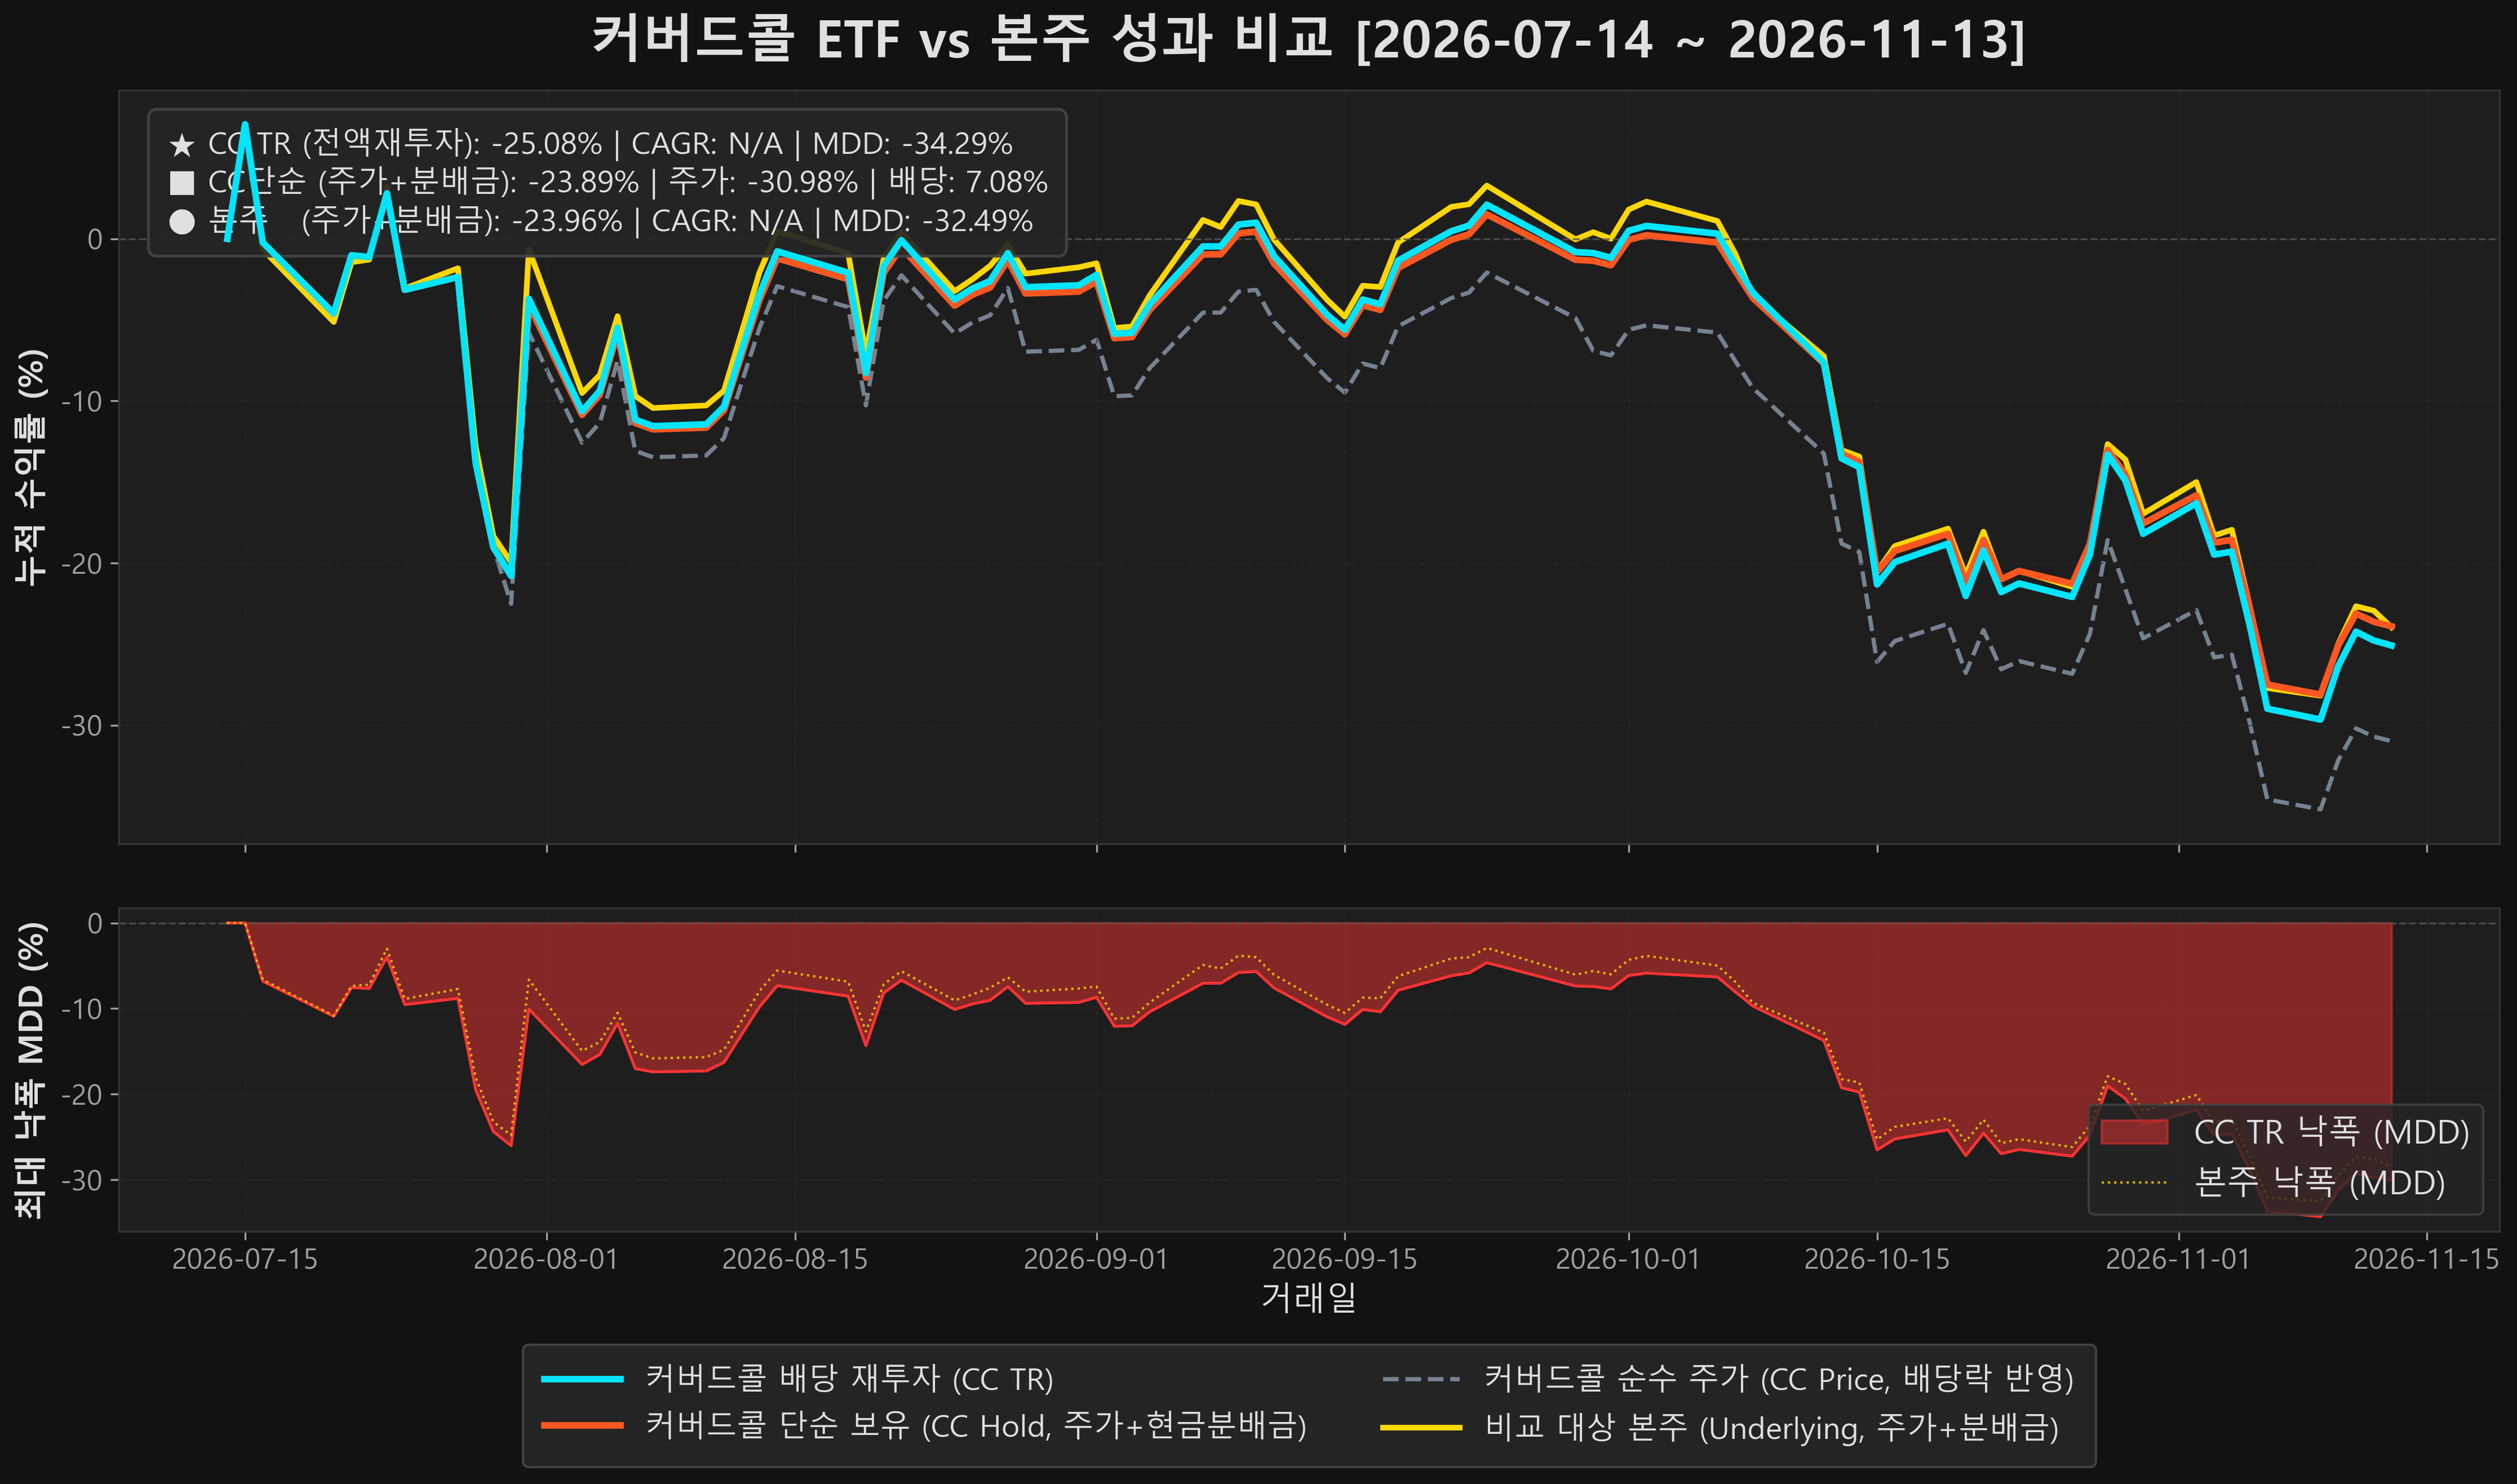 커버드콜 ETF vs 본주 성과 비교 [2026-07-14 ~ 2026-11-13]
★ CC TR (전액재투자): -25.08% | CAGR: N/A | MDD: -34.29%
■ CC단순 (주가+분배금): -23.89% | 주가: -30.98% | 배당: 7.08%
● 본주 (주가+분배금): -23.96% | CAGR: N/A | MDD: -32.49%
누적 수익률 (%)
0
-10
-20
-30
최대 낙폭 MDD (%)
0
-10
-20
-30
CC TR 낙폭 (MDD)
본주 낙폭 (MDD)
2026-07-15 2026-08-01 2026-08-15 2026-09-01 2026-09-15 2026-10-01 2026-10-15 2026-11-01 2026-11-15
거래일
커버드콜 배당 재투자 (CC TR)
커버드콜 단순 보유 (CC Hold, 주가+현금분배금)
커버드콜 순수 주가 (CC Price, 배당락 반영)
비교 대상 본주 (Underlying, 주가+분배금)